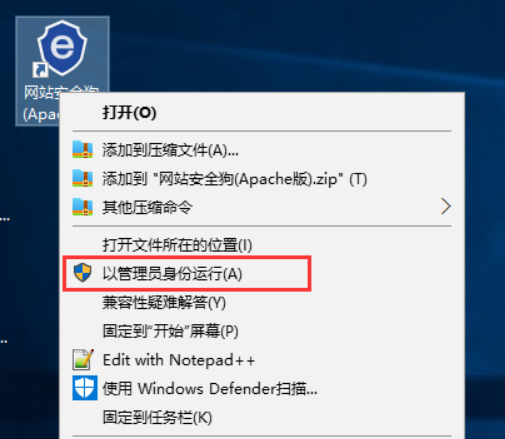 网站安全狗
(Apac
打开(O)
添加到压缩文件(A)...
添加到 "网站安全狗(Apache版).zip" (T)
其他压缩命令
打开文件所在的位置(I)
以管理员身份运行(A)
兼容性疑难解答(Y)
固定到"开始"屏幕(P)
Edit with Notepad++
使用 Windows Defender扫描...
固定到任务栏(K)